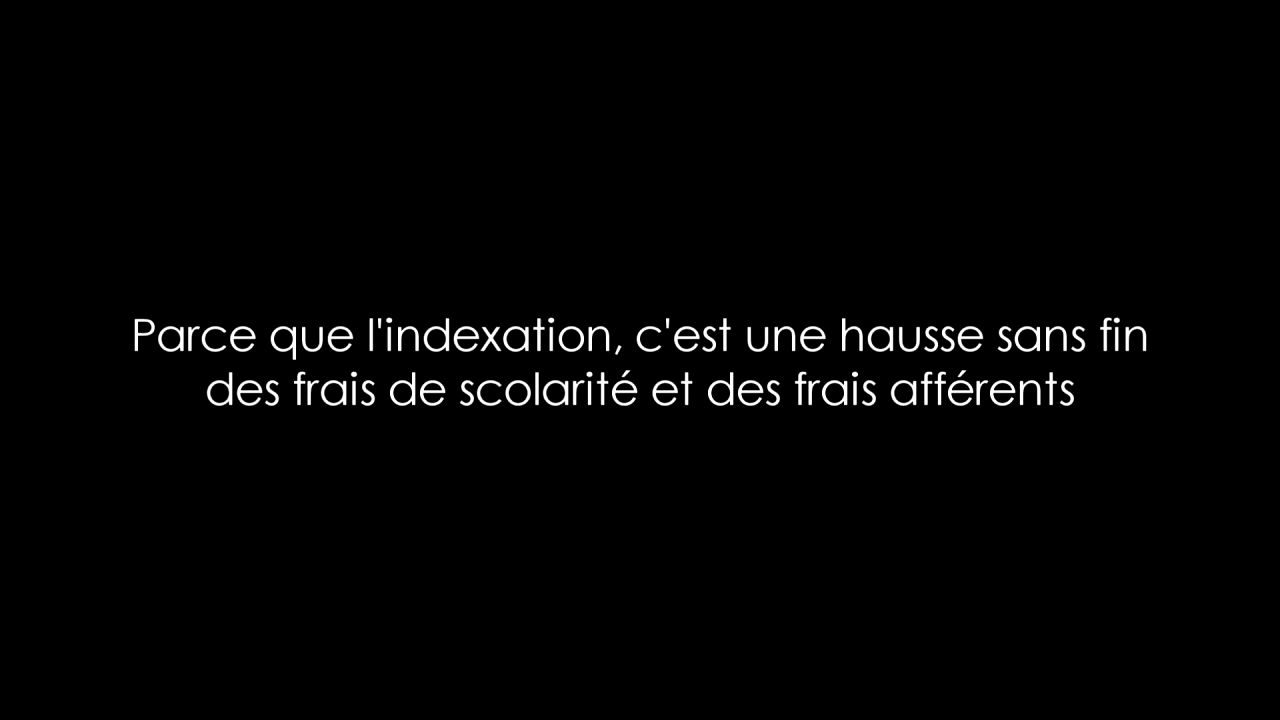 Parce que l'indexation, c'est une hausse sans fin
des frais de scolarité et des frais afférents